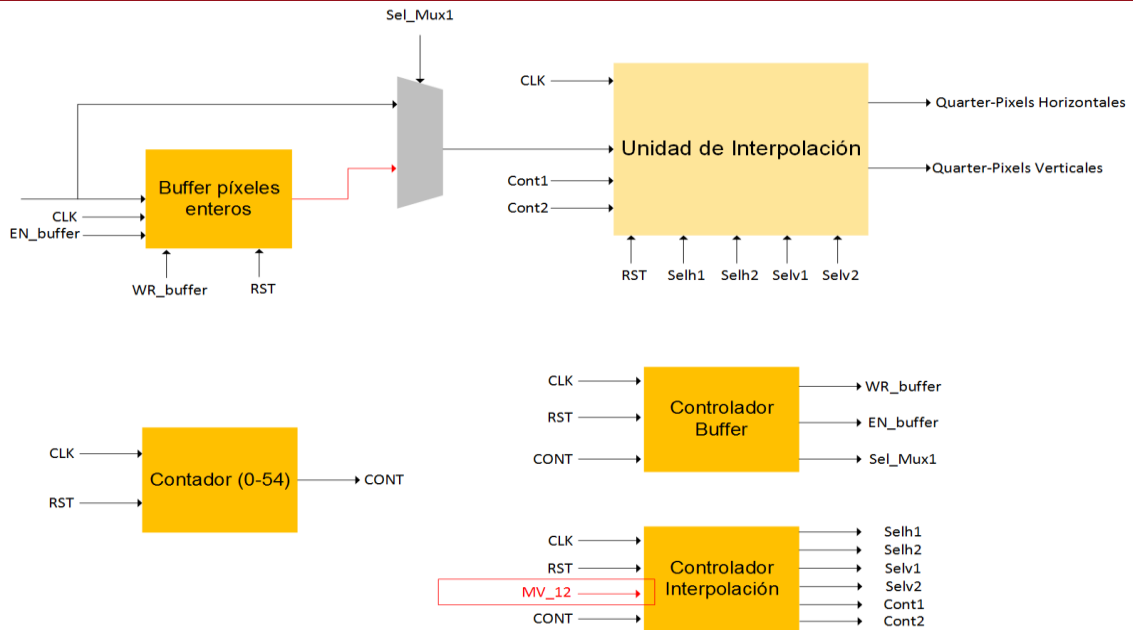 Sel_Mux1
CLK
Quarter-Pixels Horizontales
Unidad de Interpolación
Quarter-Pixels Verticales
Buffer píxeles
enteros
Cont1
Cont2
CLK
EN_buffer
WR_buffer
RST
RST
Selh1
Selh2
Selv1
Selv2
CLK
RST
CONT
Controlador
Buffer
WR_buffer
EN_buffer
Sel_Mux1
CLK
RST
Contador (0-54)
CONT
CLK
RST
MV_12
CONT
Controlador
Interpolación
Selh1
Selh2
Selv1
Selv2
Cont1
Cont2